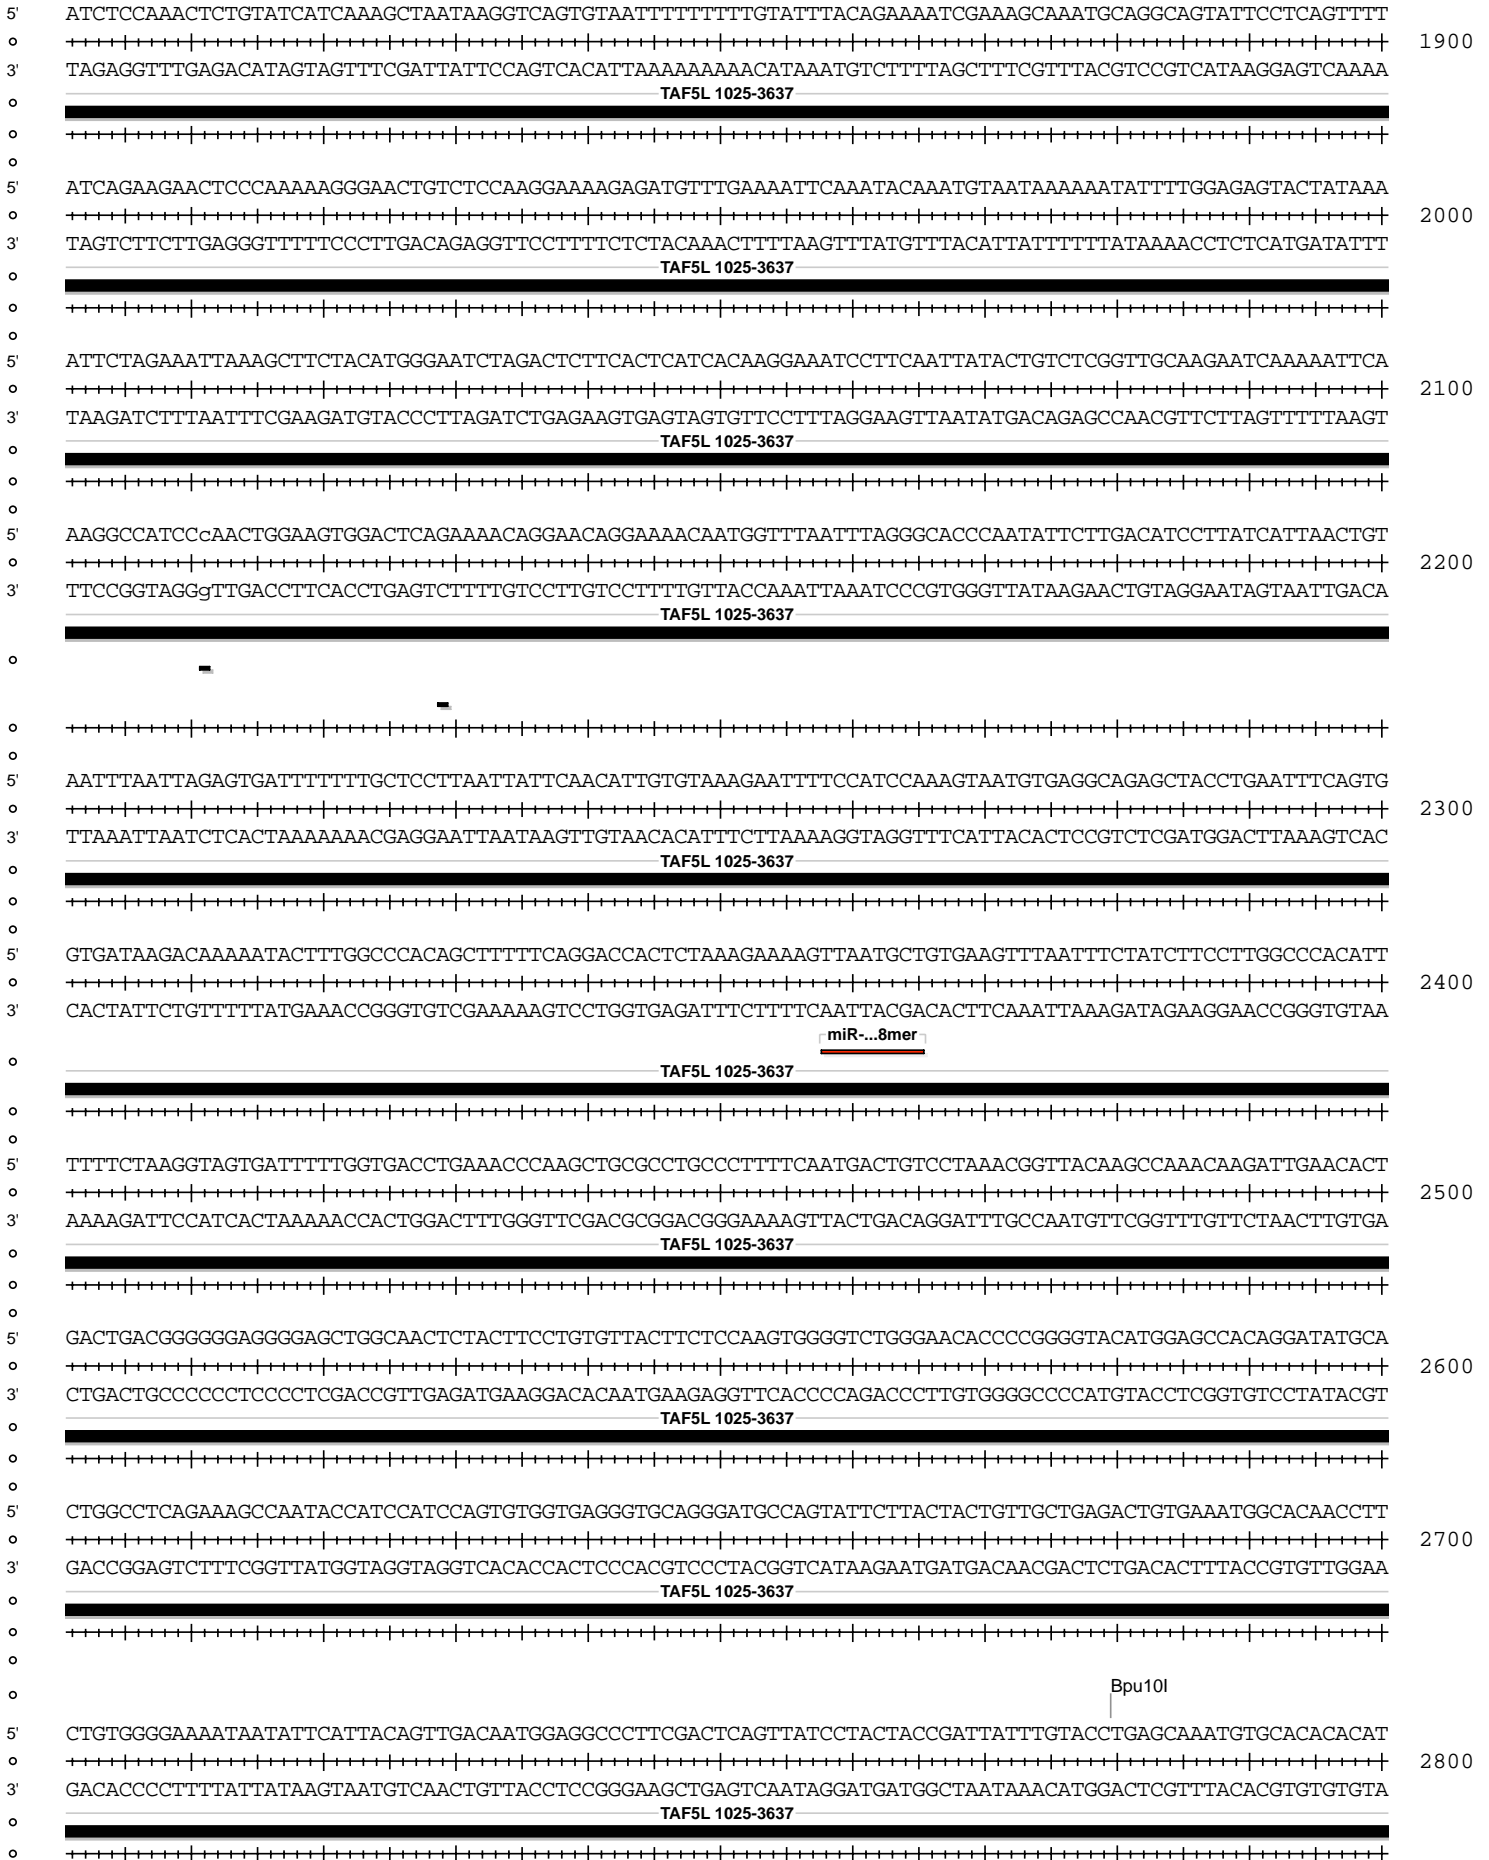 5' ATCTCCAAACTCTGTATCATCAAAGCTAATAAGGTCAGTGTAATTTTTTTTTGTATTTACAGAAAATCGAAAGCAAATGCAGGCAGTATTCCTCAGTTTT
1900
3' TAGAGGTTTGAGACATAGTAGTTTCGATTATTCCAGTCACATTAAAAAAAAACATAAATGTCTTTTAGCTTTCGTTTACGTCCGTCATAAGGAGTCAAAA
TAF5L 1025-3637
5' ATCAGAAGAACTCCCAAAAAGGGAACTGTCTCCAAGGAAAAGAGATGTTTGAAAATTCAAATACAAATGTAATAAAAAATATTTTGGAGAGTACTATAAA
2000
3' TAGTCTTCTTGAGGGTTTTTCCCTTGACAGAGGTTCCTTTTCTCTACAAACTTTTAAGTTTATGTTTACATTATTTTTTATAAAACCTCTCATGATATTT
TAF5L 1025-3637
5' ATTCTAGAAATTAAAGCTTCTACATGGGAATCTAGACTCTTCACTCATCACAAGGAAATCCTTCAATTATACTGTCTCGGTTGCAAGAATCAAAAATTCA
2100
3' TAAGATCTTTAATTTCGAAGATGTACCCTTAGATCTGAGAAGTGAGTAGTGTTCCTTTAGGAAGTTAATATGACAGAGCCAACGTTCTTAGTTTTTAAGT
TAF5L 1025-3637
5' AAGGCCATCCcAACTGGAAGTGGACTCAGAAAACAGGAACAGGAAAACAATGGTTTAATTTAGGGCACCCAATATTCTTGACATCCTTATCATTAACTGT
2200
3' TTCCGGTAGGgTTGACCTTCACCTGAGTCTTTTGTCCTTGTCCTTTTGTTACCAAATTAAATCCCGTGGGTTATAAGAACTGTAGGAATAGTAATTGACA
TAF5L 1025-3637
5' AATTTAATTAGAGTGATTTTTTTGCTCCTTAATTATTCAACATTGTGTAAAGAATTTTCCATCCAAAGTAATGTGAGGCAGAGCTACCTGAATTTCAGTG
2300
3' TTAAATTAATCTCACTAAAAAAACGAGGAATTAATAAGTTGTAACACATTTCTTAAAAGGTAGGTTTCATTACACTCCGTCTCGATGGACTTAAAGTCAC
TAF5L 1025-3637
5' GTGATAAGACAAAAATACTTTGGCCCACAGCTTTTTCAGGACCACTCTAAAGAAAAGTTAATGCTGTGAAGTTTAATTTCTATCTTCCTTGGCCCACATT
2400
3' CACTATTCTGTTTTTATGAAACCGGGTGTCGAAAAAGTCCTGGTGAGATTTCTTTTCAATTACGACACTTCAAATTAAAGATAGAAGGAACCGGGTGTAA
miR-...8mer
TAF5L 1025-3637
5' TTTTCTAAGGTAGTGATTTTTGGTGACCTGAAACCCAAGCTGCGCCTGCCCTTTTCAATGACTGTCCTAAACGGTTACAAGCCAAACAAGATTGAACACT
2500
3' AAAAGATTCCATCACTAAAAACCACTGGACTTTGGGTTCGACGCGGACGGGAAAAGTTACTGACAGGATTTGCCAATGTTCGGTTTGTTCTAACTTGTGA
TAF5L 1025-3637
5' GACTGACGGGGGGAGGGGAGCTGGCAACTCTACTTCCTGTGTTACTTCTCCAAGTGGGGTCTGGGAACACCCCGGGGTACATGGAGCCACAGGATATGCA
2600
3' CTGACTGCCCCCCTCCCCTCGACCGTTGAGATGAAGGACACAATGAAGAGGTTCACCCCAGACCCTTGTGGGGCCCCATGTACCTCGGTGTCCTATACGT
TAF5L 1025-3637
5' CTGGCCTCAGAAAGCCAATACCATCCATCCAGTGTGGTGAGGGTGCAGGGATGCCAGTATTCTTACTACTGTTGCTGAGACTGTGAAATGGCACAACCTT
2700
3' GACCGGAGTCTTTCGGTTATGGTAGGTAGGTCACACCACTCCCACGTCCCTACGGTCATAAGAATGATGACAACGACTCTGACACTTTACCGTGTTGGAA
TAF5L 1025-3637
Bpu10I
5' CTGTGGGGAAAATAATATTCATTACAGTTGACAATGGAGGCCCTTCGACTCAGTTATCCTACTACCGATTATTTGTACCTGAGCAAATGTGCACACACAT
2800
3' GACACCCCTTTTATTATAAGTAATGTCAACTGTTACCTCCGGGAAGCTGAGTCAATAGGATGATGGCTAATAAACATGGACTCGTTTACACGTGTGTGTA
TAF5L 1025-3637